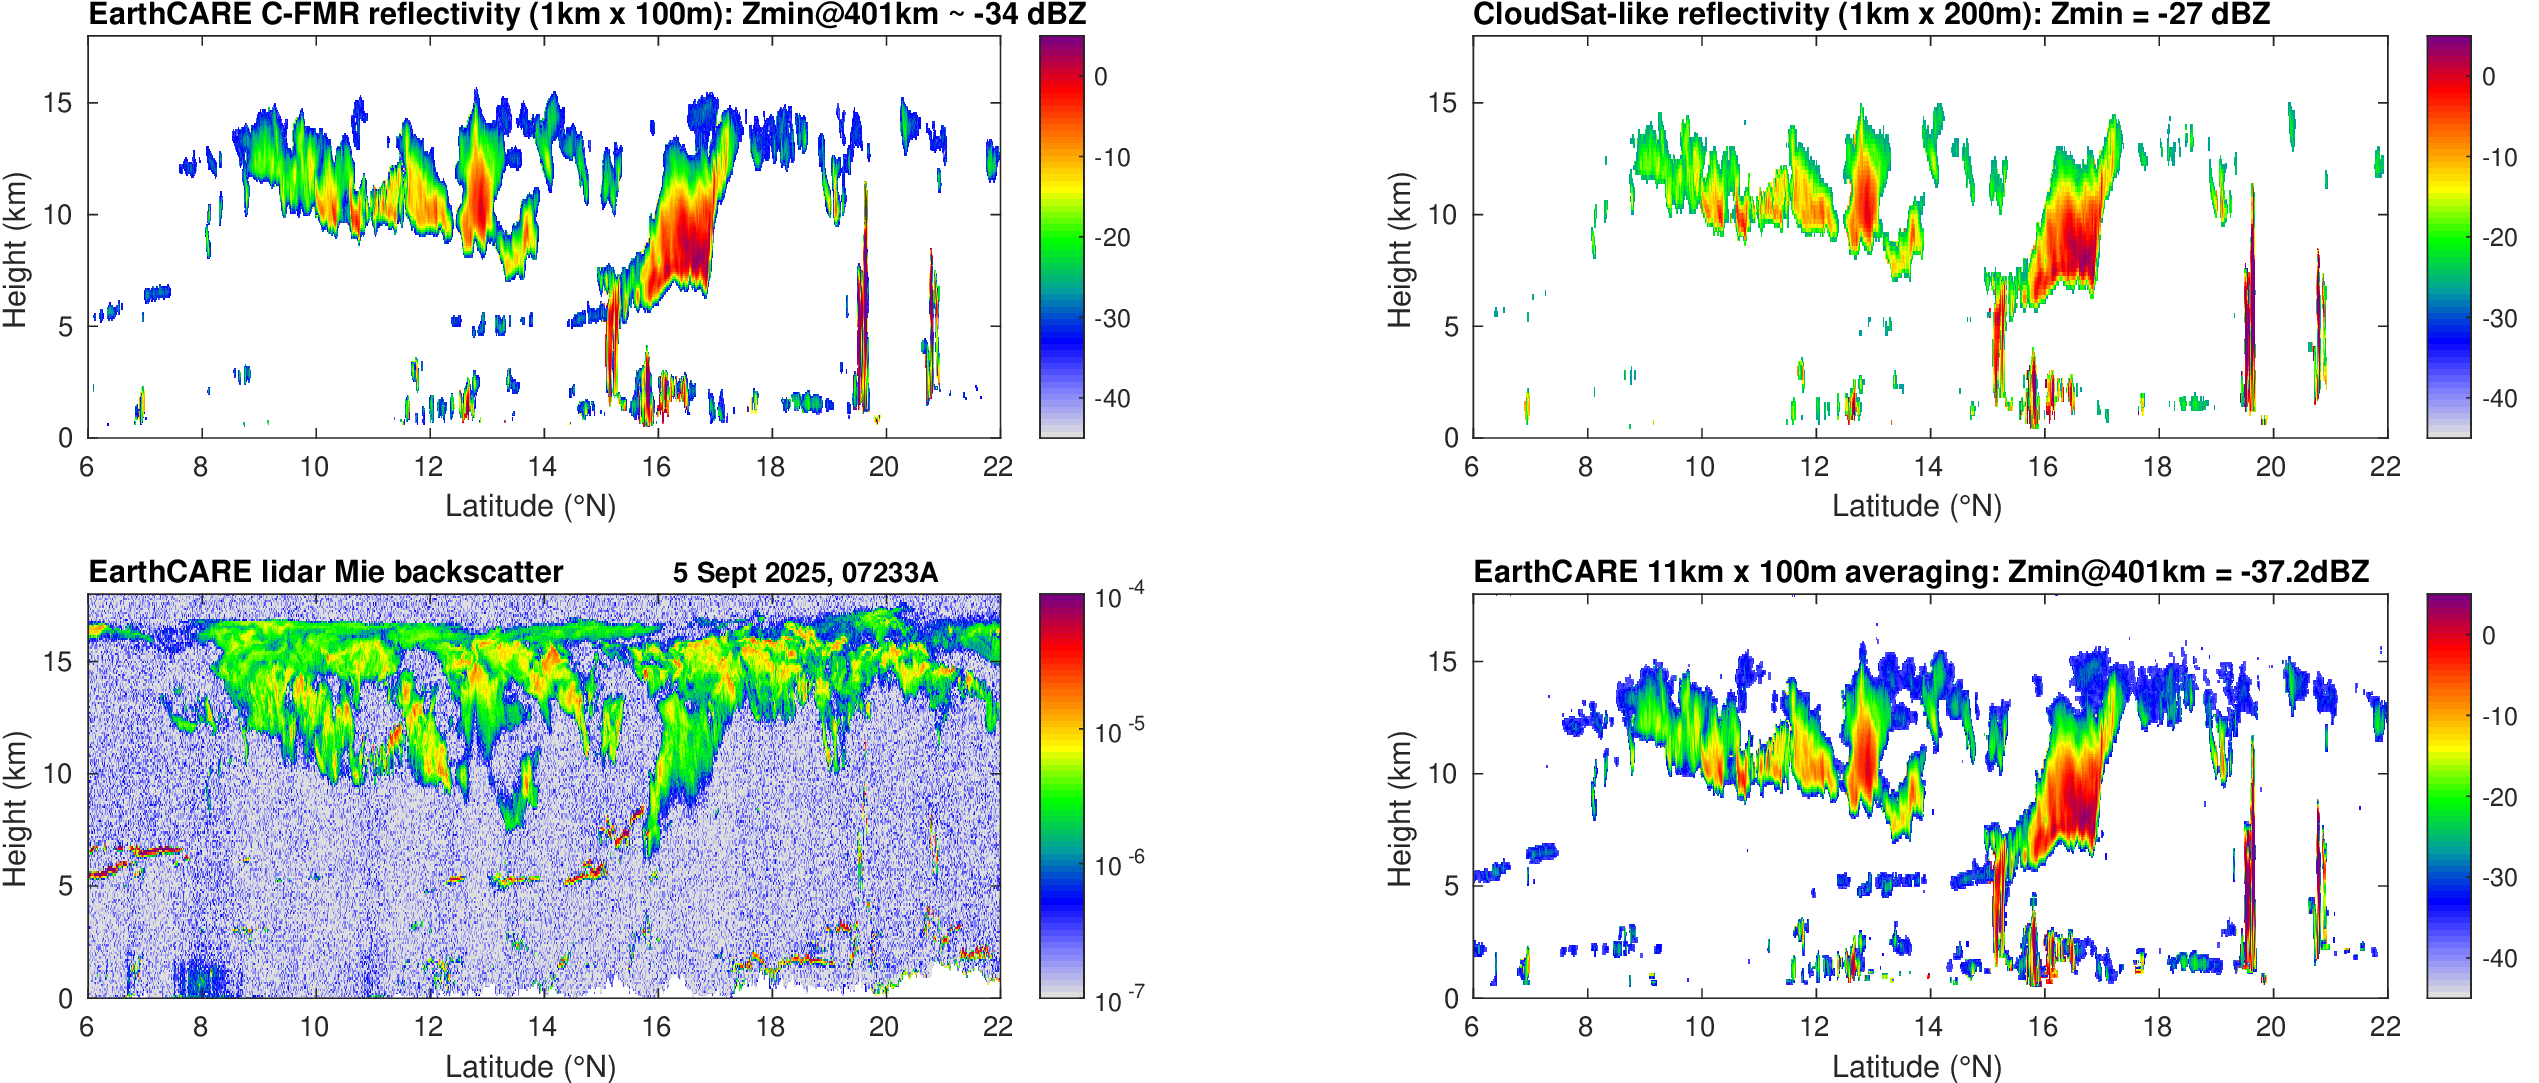 EarthCARE C-FMR reflectivity (1km x 100m): Zmin@401km ~ -34 dBZ
15
10
5
0
6 8 10 12 14 16 18 20 22
Height (km)
Latitude (°N)
0
-10
-20
-30
-40
CloudSat-like reflectivity (1km x 200m): Zmin = -27 dBZ
15
10
5
0
6 8 10 12 14 16 18 20 22
Height (km)
Latitude (°N)
0
-10
-20
-30
-40
EarthCARE lidar Mie backscatter 5 Sept 2025, 07233A
15
10
5
0
6 8 10 12 14 16 18 20 22
Height (km)
Latitude (°N)
10 -4
10 -5
10 -6
10 -7
EarthCARE 11km x 100m averaging: Zmin@401km = -37.2dBZ
15
10
5
0
6 8 10 12 14 16 18 20 22
Height (km)
Latitude (°N)
0
-10
-20
-30
-40